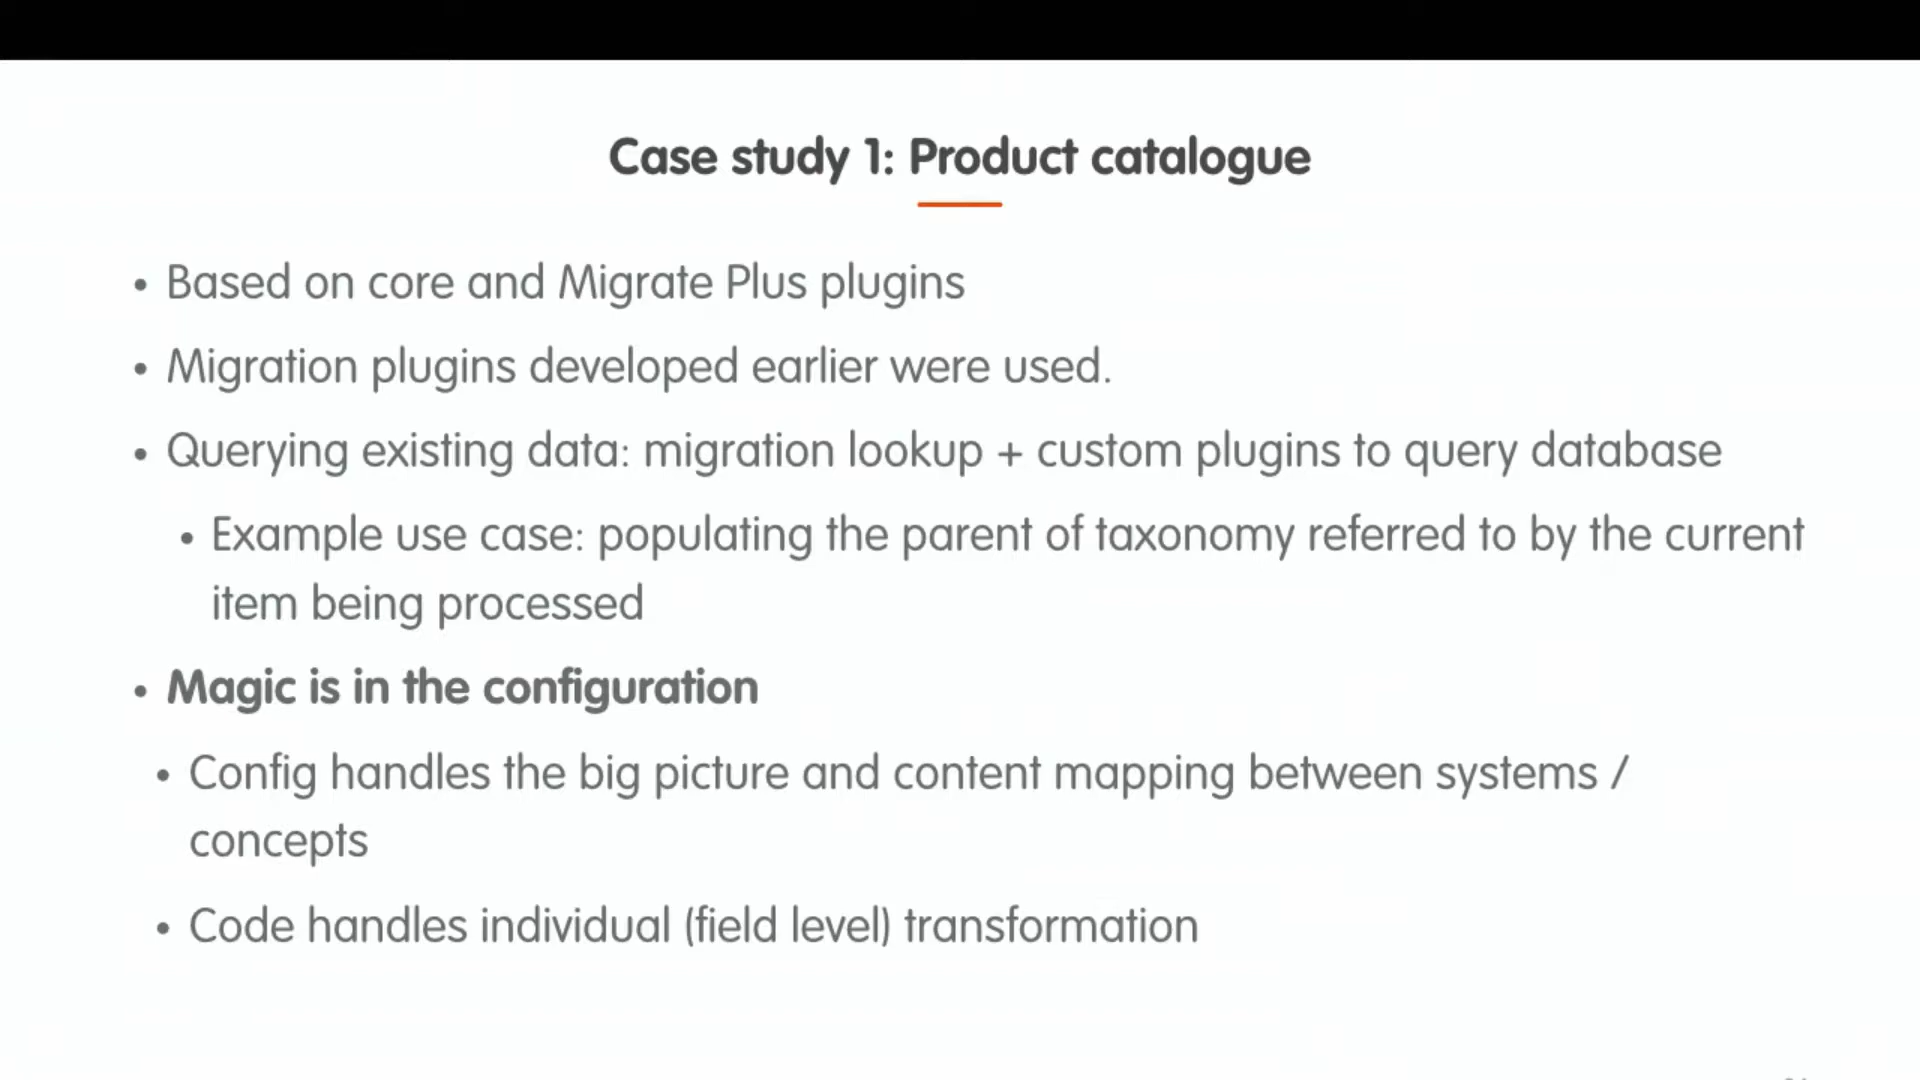 Case study 1: Product catalogue
• Based on core and Migrate Plus plugins
• Migration plugins developed earlier were used.
• Querying existing data: migration lookup + custom plugins to query database
• Example use case: populating the parent of taxonomy referred to by the current
item being processed
• Magic is in the configuration
• Config handles the big picture and content mapping between systems /
concepts
• Code handles individual (field level) transformation